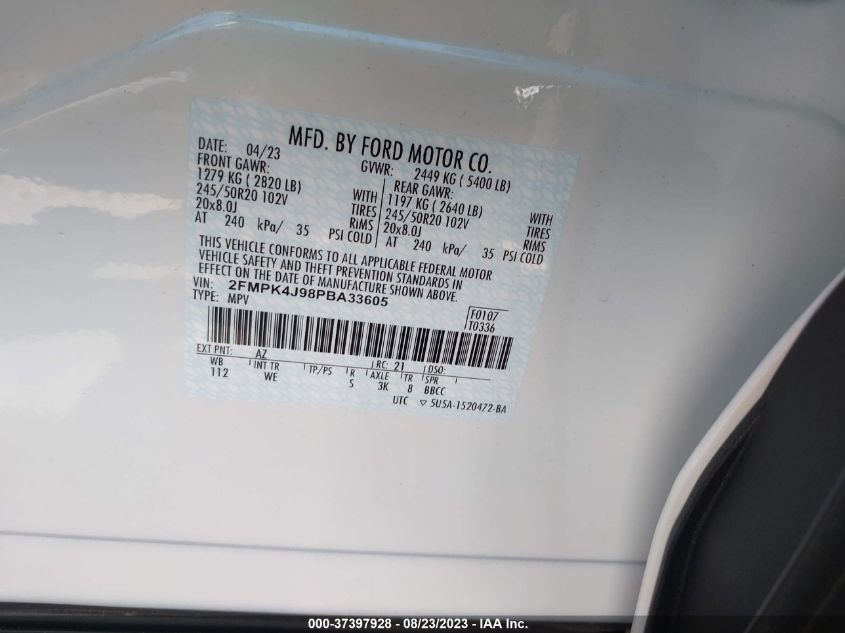 MFD. BY FORD MOTOR CO.
DATE: 04/23 GVWR: 2449 KG ( 5400 LB)
FRONT GAWR: REAR GAWR:
1279 KG ( 2820 LB) WITH 1197 KG ( 2640 LB) WITH
245/50R20 102V TIRES 245/50R20 102V TIRES
20x8.0J RIMS 20x8.0J RIMS
AT 240 kPa/ 35 PSI COLD AT 240 kPa/ 35 PSI COLD
THIS VEHICLE CONFORMS TO ALL APPLICABLE FEDERAL MOTOR
VEHICLE SAFETY AND THEFT PREVENTION STANDARDS IN
EFFECT ON THE DATE OF MANUFACTURE SHOWN ABOVE.
VIN: 2FMPK4J98PBA33605 F0107
TYPE: MPV T0336
EXT PNT: AZ RC: 21 DSO:
WB INT TR TP/PS R AXLE TR SPR
112 WE S 3K 8 BBCC
UTC ▽ 5U5A-1520472-BA
000-37397928 / 08/23/2023 - © IAA Inc.